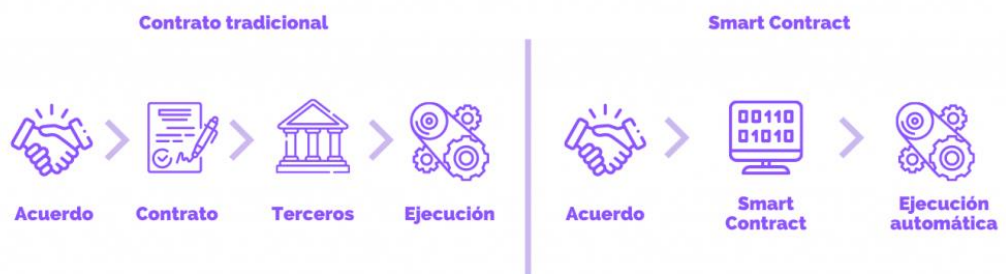 Contrato tradicional
Smart Contract
Acuerdo
Contrato
Terceros
Ejecución
00110
01010
Acuerdo
Smart
Contract
Ejecución
automática